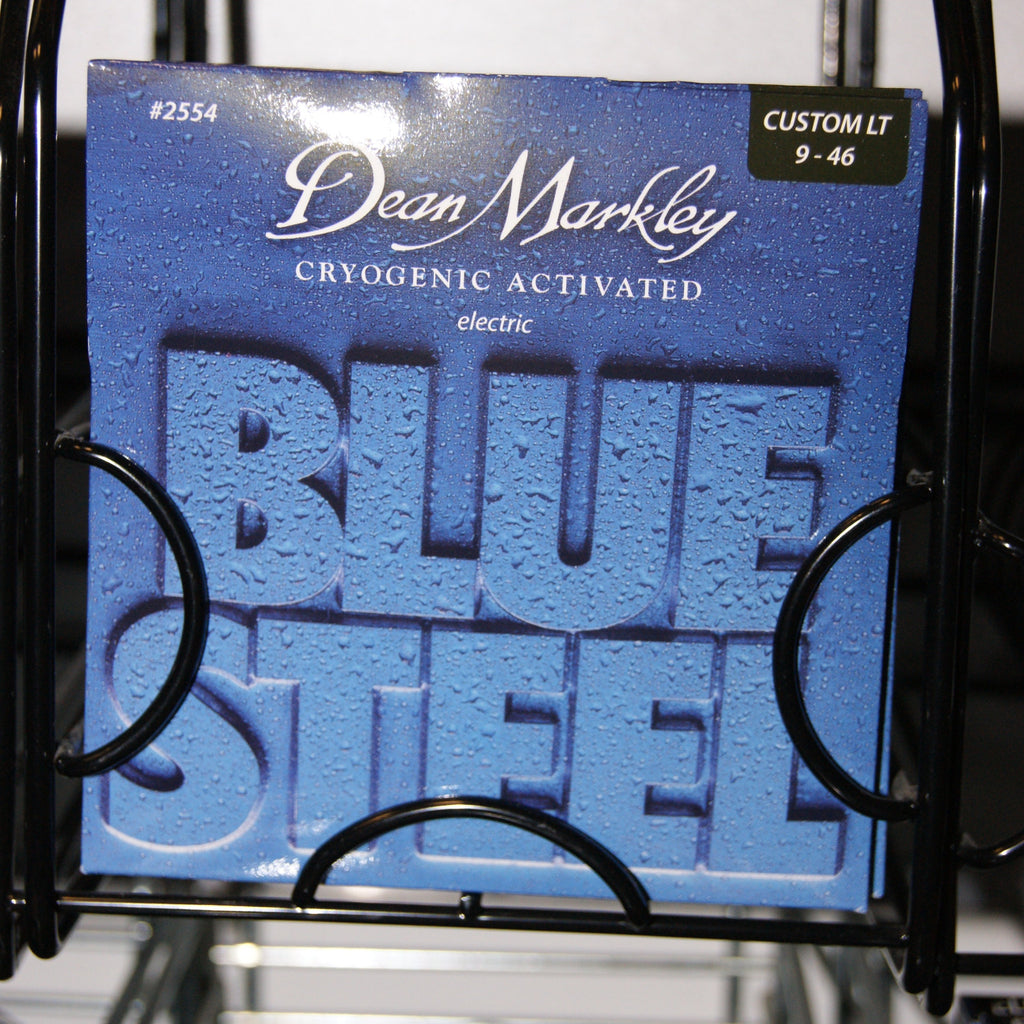 #2554
CUSTOM LT
9 - 46
Dean Markley
CRYOGENIC ACTIVATED
electric
BLUE
STEEL